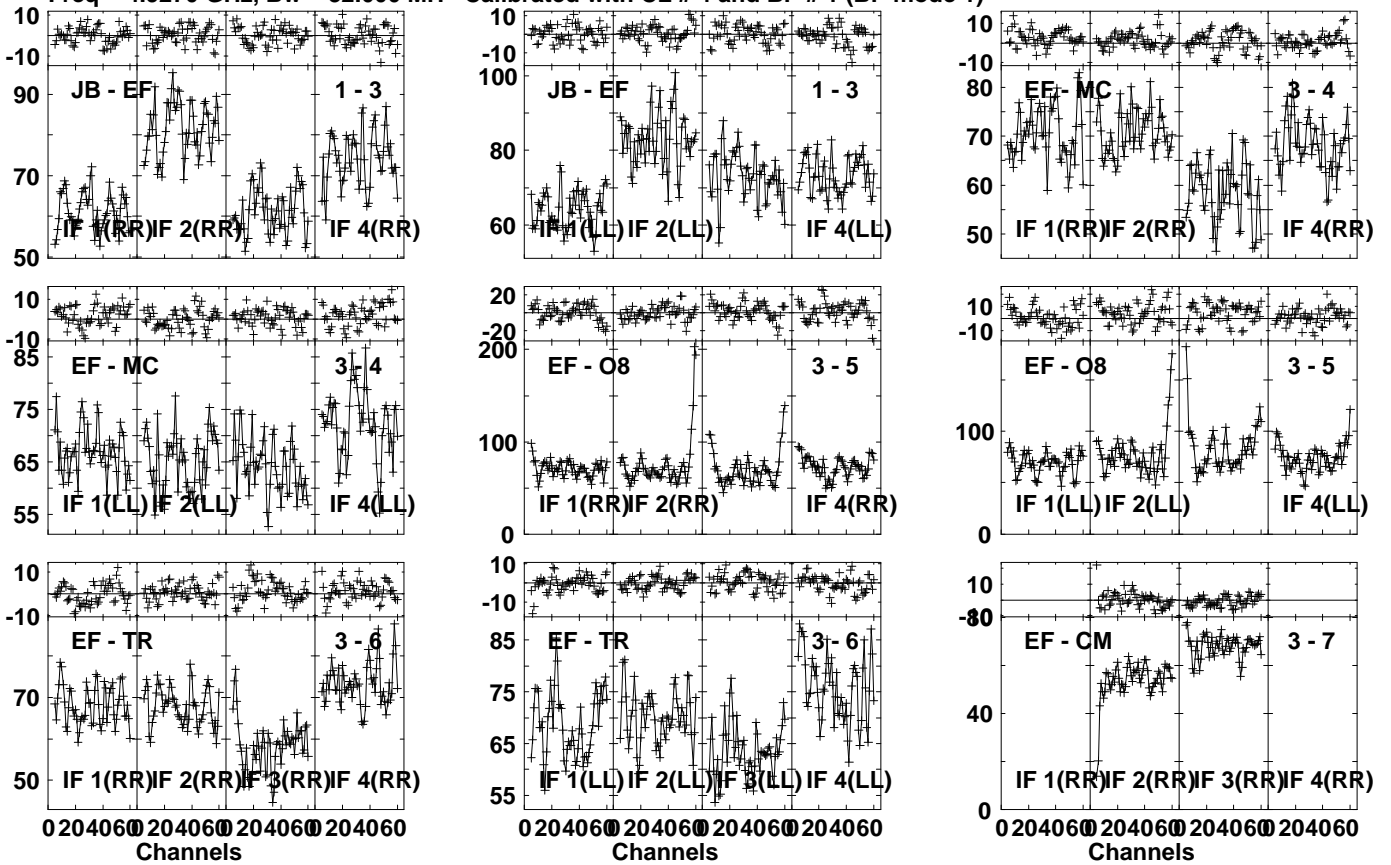 10
-10
90
70
50
JB - EF
1 - 3
IF 1(RR) IF 2(RR)
IF 4(RR)
10
-10
100
80
60
JB - EF
1 - 3
IF 1(LL) IF 2(LL)
IF 4(LL)
10
-10
80
70
60
50
EF - MC
3 - 4
IF 1(RR) IF 2(RR)
IF 4(RR)
10
-10
85
75
65
55
EF - MC
3 - 4
IF 1(LL) IF 2(LL)
IF 4(LL)
20
-20
200
100
0
EF - O8
3 - 5
IF 1(RR) IF 2(RR)
IF 4(RR)
10
-10
100
0
EF - O8
3 - 5
IF 1(LL) IF 2(LL)
IF 4(LL)
10
-10
70
50
EF - TR
3 - 6
IF 1(RR) IF 2(RR) IF 3(RR) IF 4(RR)
10
-10
85
75
65
55
EF - TR
3 - 6
IF 1(LL) IF 2(LL) IF 3(LL) IF 4(LL)
10
-10
80
40
0
EF - CM
3 - 7
IF 1(RR) IF 2(RR) IF 3(RR) IF 4(RR)
0 20 40 60 0 20 40 60 0 20 40 60 0 20 40 60
0 20 40 60 0 20 40 60 0 20 40 60 0 20 40 60
0 20 40 60 0 20 40 60 0 20 40 60 0 20 40 60
Channels
Channels
Channels